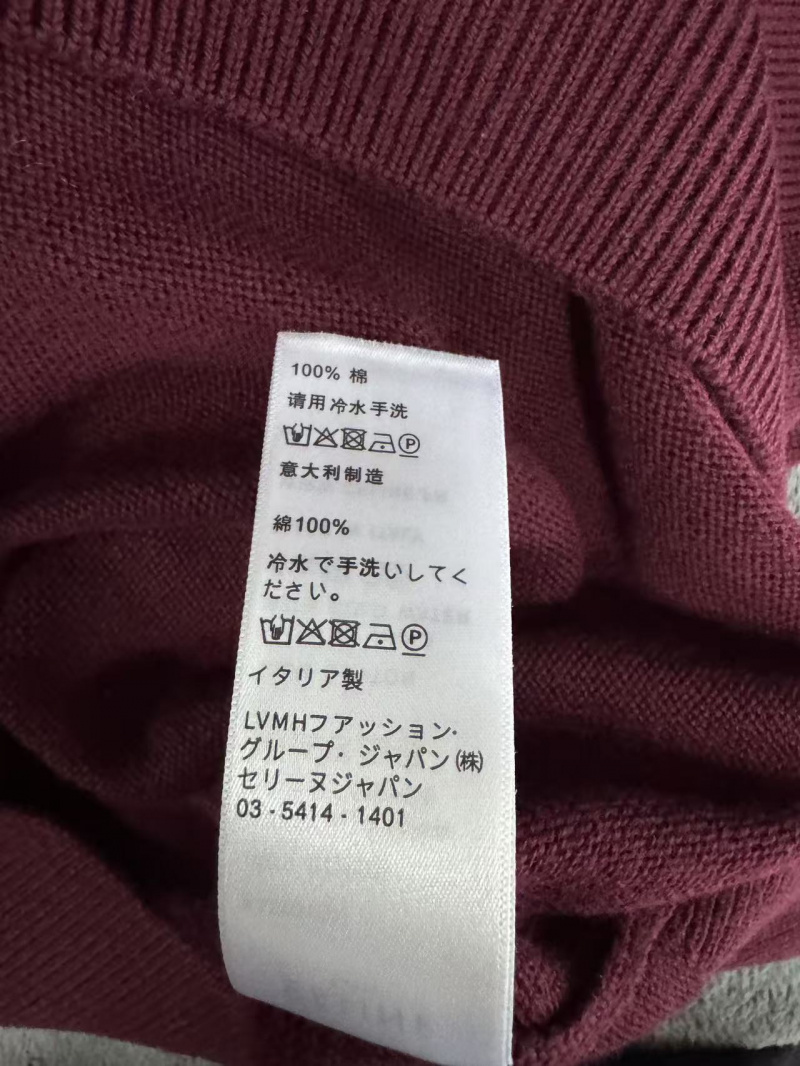 100% 棉
请用冷水手洗
P
意大利制造
綿100%
冷水で手洗いしてく
ださい。
P
イタリア製
LVMHファッション・
グループ・ジャパン(株)
セリーヌジャパン
03-5414-1401